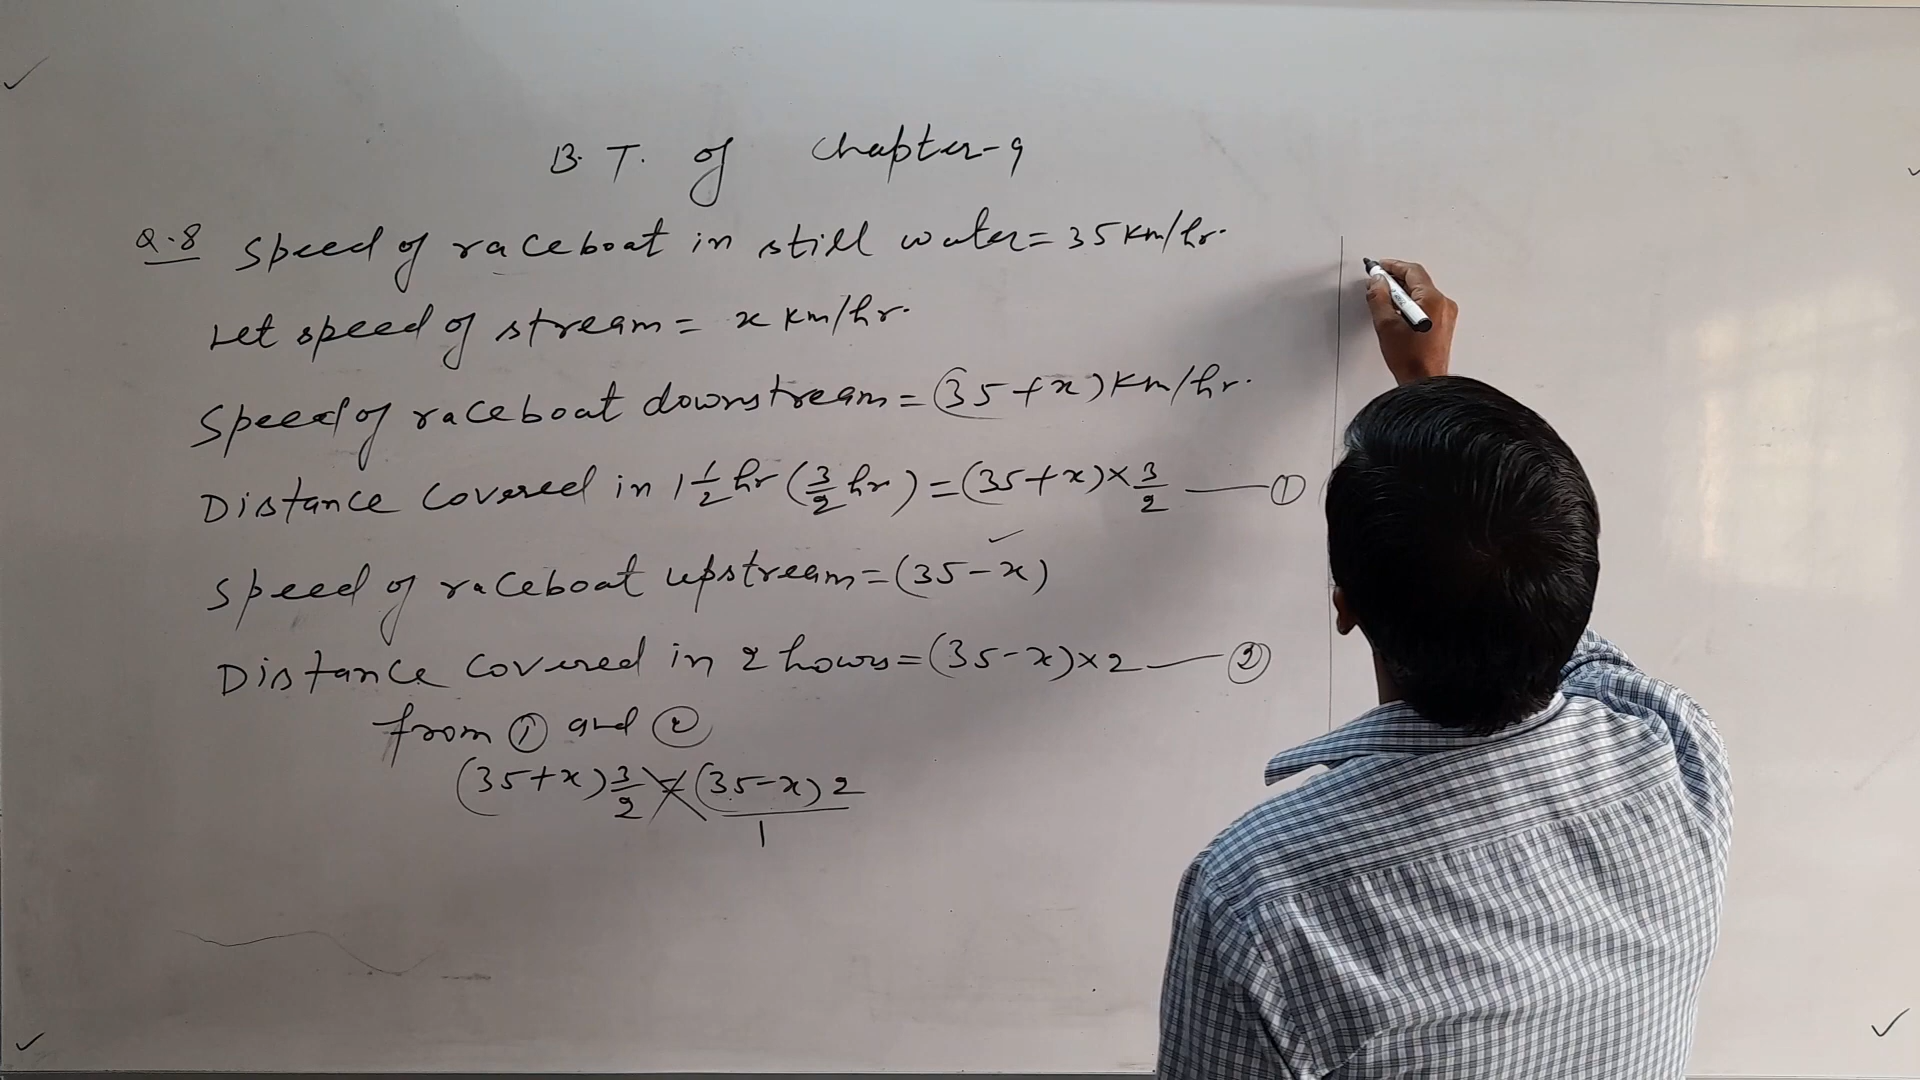 B. T. of Chapter-9
Q.8 Speed of raceboat in still water = 35 Km/hr.
Let speed of stream = x Km/hr.
Speed of raceboat downstream = (35+x) Km/hr.
Distance Covered in 1 1/2 hr (3/2 hr) = (35+x) × 3/2 —— ①
Speed of raceboat upstream = (35-x)
Distance Covered in 2 hours = (35-x) × 2 —— ②
from ① and ②
(35+x) 3/2 = (35-x) 2 / 1